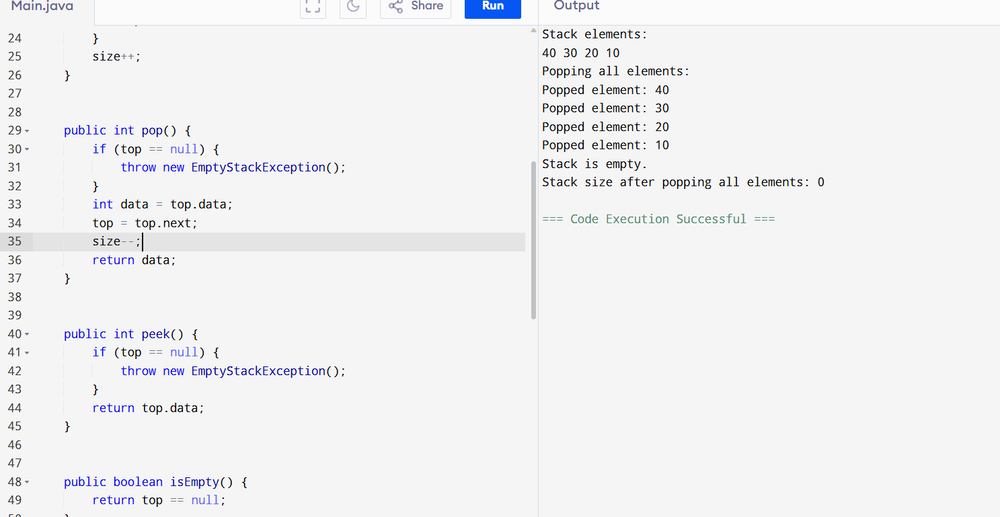 Main.java
Share
Run
Output
24 }
25 size++;
26 }
27
28
29 public int pop() {
30 if (top == null) {
31 throw new EmptyStackException();
32 }
33 int data = top.data;
34 top = top.next;
35 size--;
36 return data;
37 }
38
39
40 public int peek() {
41 if (top == null) {
42 throw new EmptyStackException();
43 }
44 return top.data;
45 }
46
47
48 public boolean isEmpty() {
49 return top == null;
Stack elements:
40 30 20 10
Popping all elements:
Popped element: 40
Popped element: 30
Popped element: 20
Popped element: 10
Stack is empty.
Stack size after popping all elements: 0
=== Code Execution Successful ===